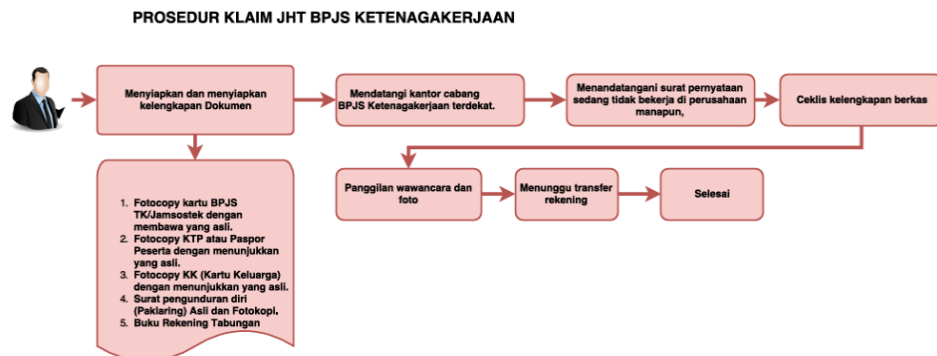 PROSEDUR KLAIM JHT BPJS KETENAGAKERJAAN
Menyiapkan dan menyiapkan
kelengkapan Dokumen
Mendatangi kantor cabang
BPJS Ketenagakerjaan terdekat.
Menandatangani surat pernyataan
sedang tidak bekerja di perusahaan
manapun,
Ceklis kelengkapan berkas
Panggilan wawancara dan
foto
Menunggu transfer
rekening
Selesai
1. Fotocopy kartu BPJS
TK/Jamsostek dengan
membawa yang asli.
2. Fotocopy KTP atau Paspor
Peserta dengan menunjukkan
yang asli.
3. Fotocopy KK (Kartu Keluarga)
dengan menunjukkan yang asli.
4. Surat pengunduran diri
(Paklaring) Asli dan Fotokopi.
5. Buku Rekening Tabungan